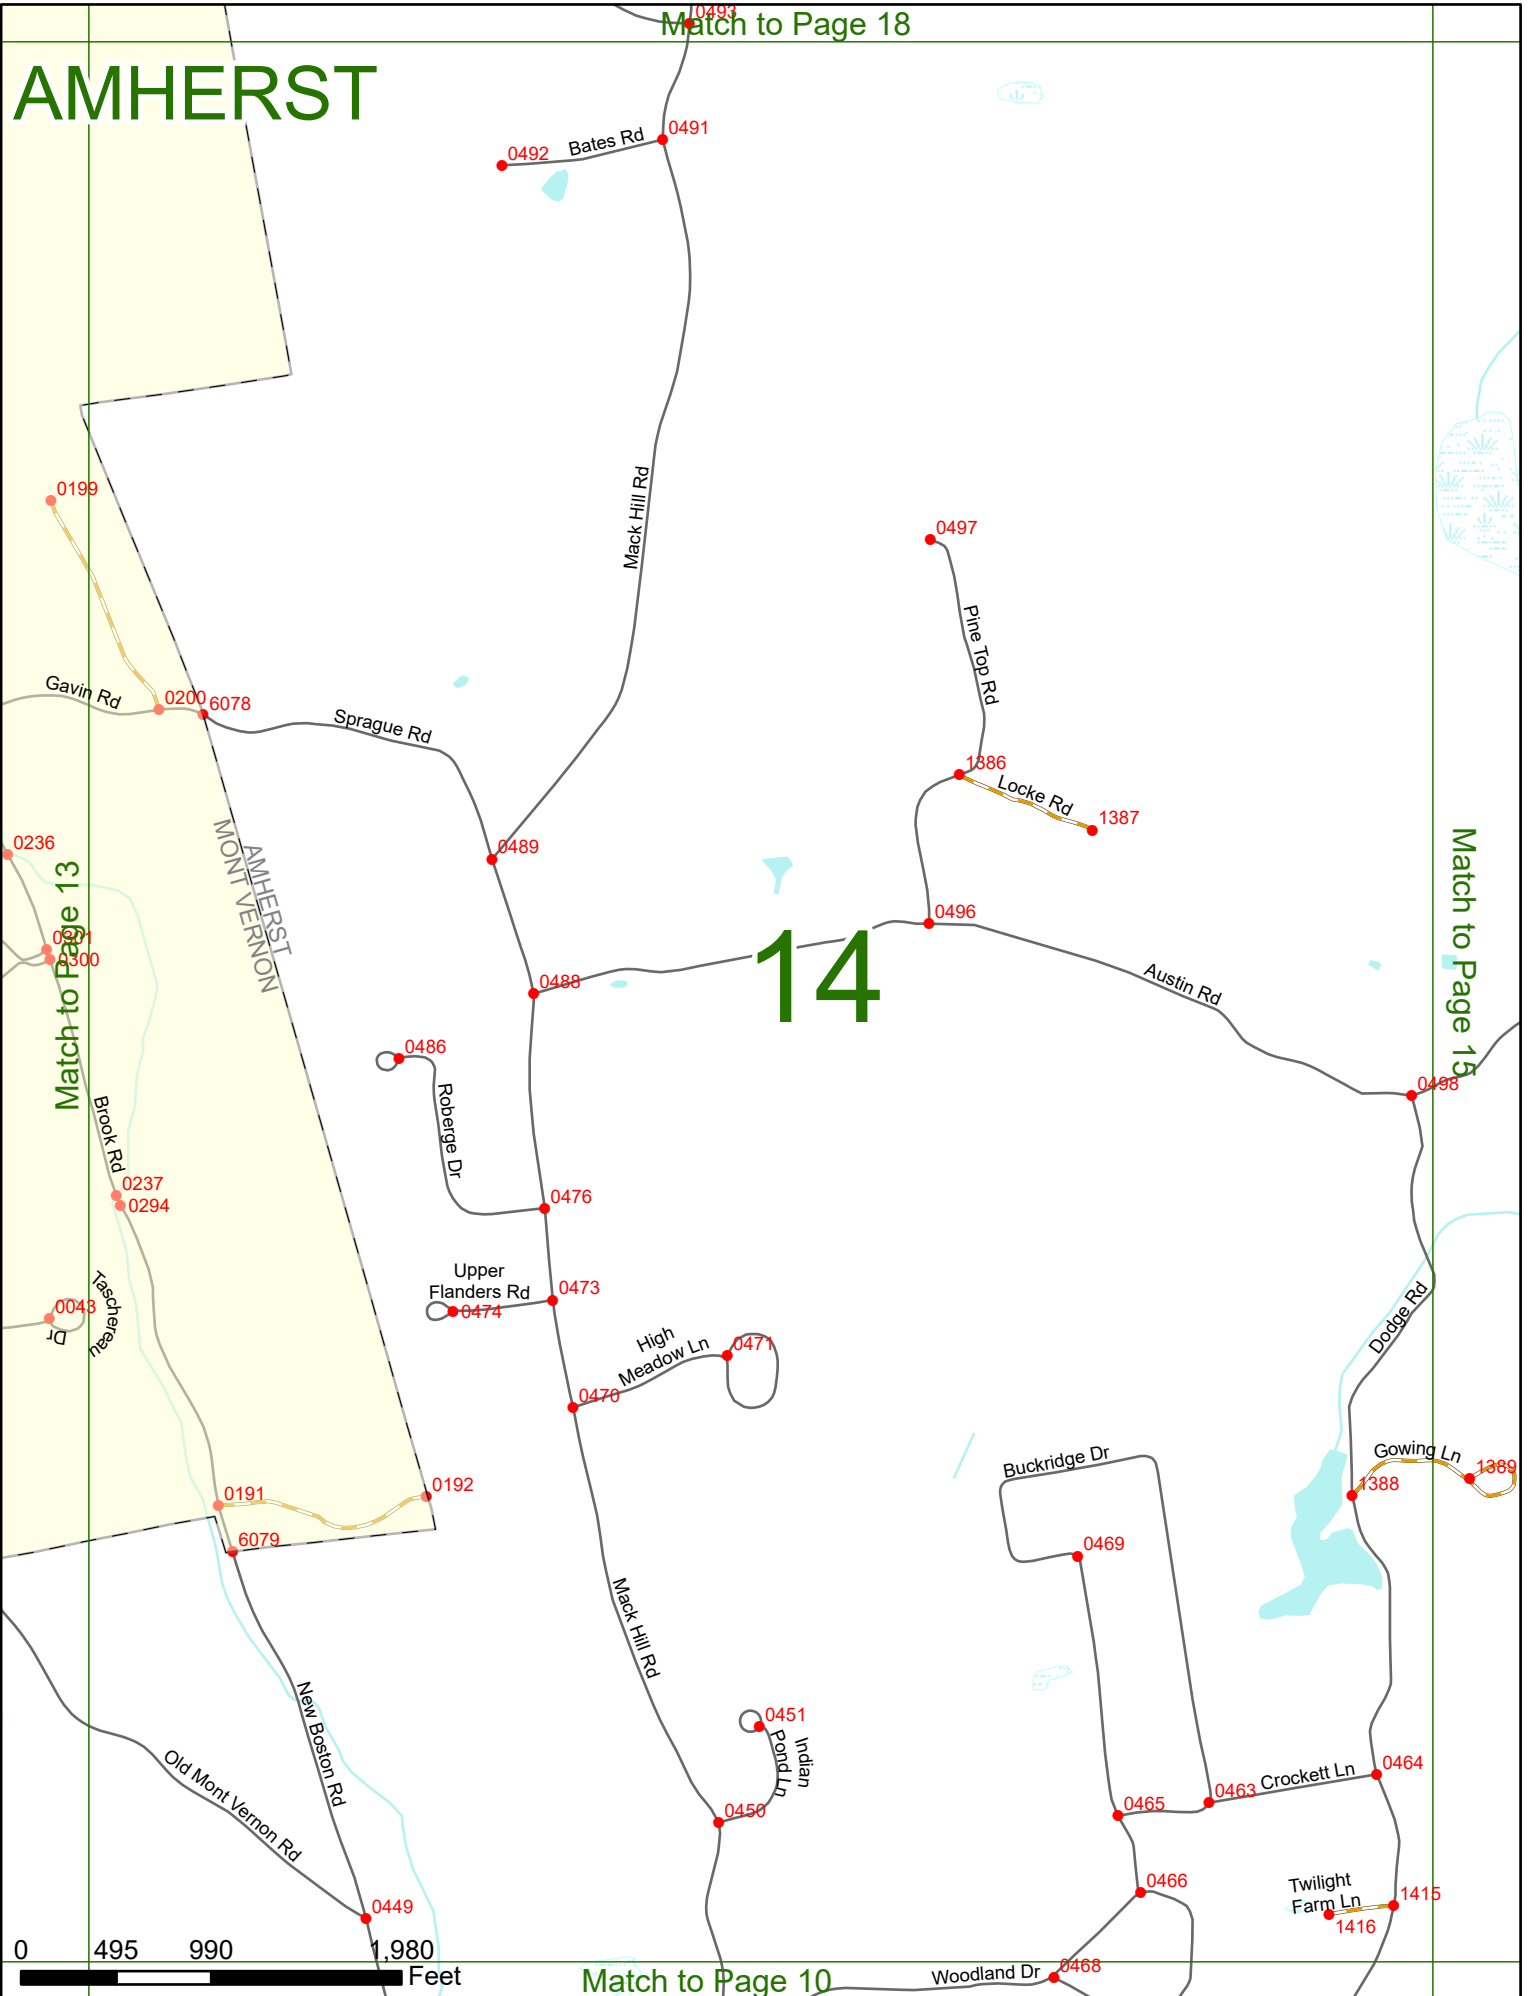 0493
Match to Page 18
AMHERST
0491
Bates Rd
0492
Mack Hill Rd
0199
0497
Pine Top Rd
Gavin Rd
0200
6078
Sprague Rd
1386
Locke Rd
1387
0236
0489
Match to Page 13
AMHERST
MONT VERNON
Match to Page 15
0496
14
0301
0300
0488
Austin Rd
0486
Roberge Dr
0498
Brook Rd
0237
0294
0476
Upper
Flanders Rd
0473
0474
Taschereau
Dr
0043
High
Meadow Ln
0471
Dodge Rd
0470
Buckridge Dr
Gowing Ln
1389
1388
0191
0192
6079
0469
Mack Hill Rd
New Boston Rd
0451
Indian
Pond Ln
Old Mont Vernon Rd
0450
0464
Crockett Ln
0463
0465
0466
Twilight
Farm Ln
1415
1416
0449
0 495 990 1,980
Feet
0468
Woodland Dr
Match to Page 10